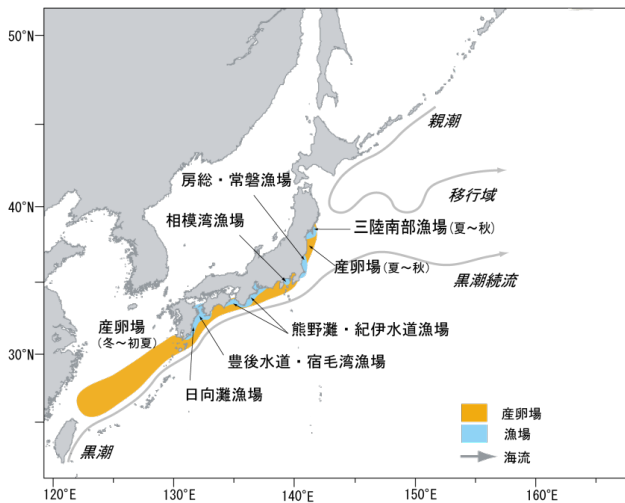 50°N
親潮
房総・常磐漁場
移行域
40°N
相模湾漁場
三陸南部漁場(夏～秋)
産卵場(夏～秋)
黒潮続流
産卵場
(冬～初夏)
熊野灘・紀伊水道漁場
30°N
豊後水道・宿毛湾漁場
日向灘漁場
産卵場
漁場
黒潮
海流
120°E
130°E
140°E
150°E
160°E